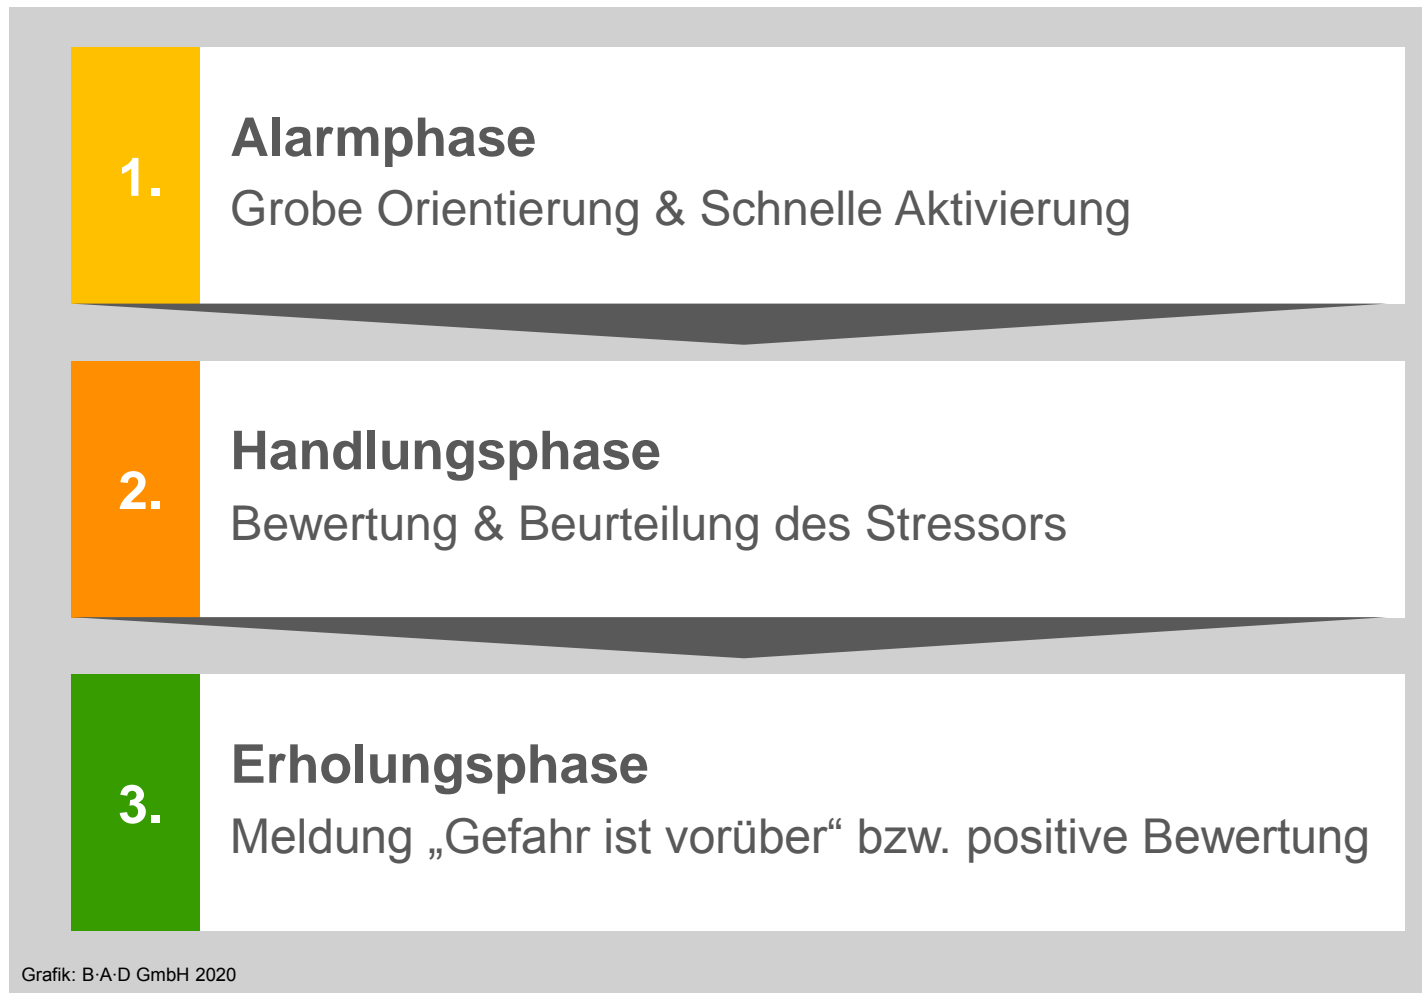 1.
Alarmphase
Grobe Orientierung & Schnelle Aktivierung
2.
Handlungsphase
Bewertung & Beurteilung des Stressors
3.
Erholungsphase
Meldung „Gefahr ist vorüber“ bzw. positive Bewertung
Grafik: B·A·D GmbH 2020